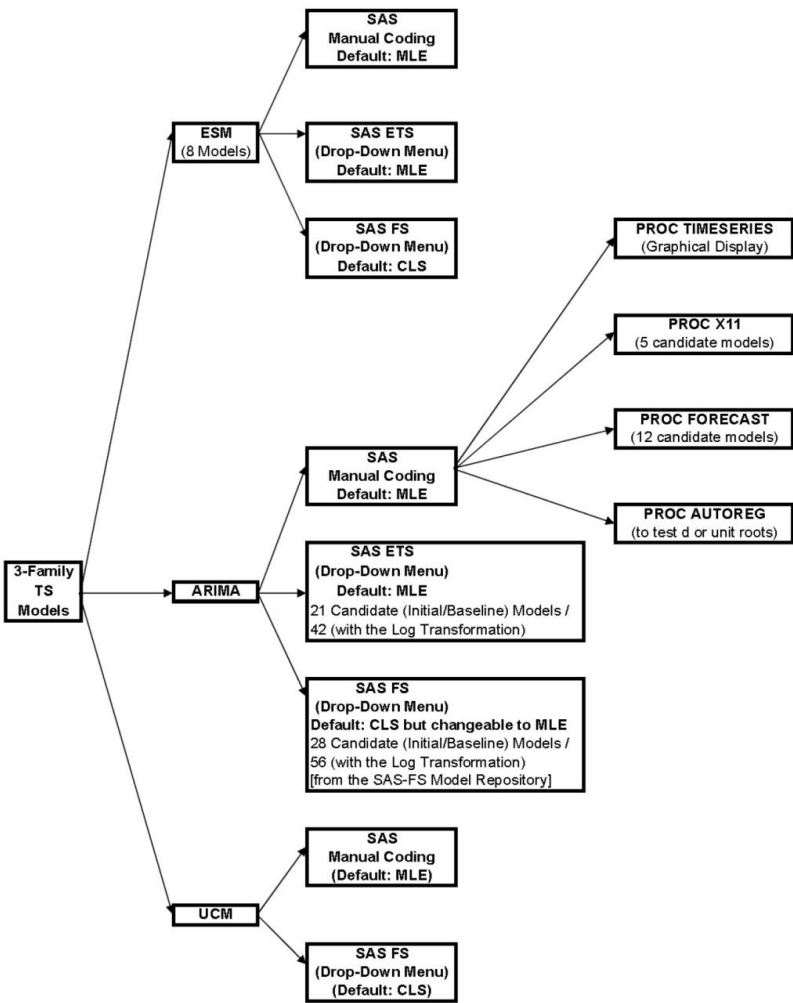 SAS
Manual Coding
Default: MLE
ESM
(8 Models)
SAS ETS
(Drop-Down Menu)
Default: MLE
SAS FS
(Drop-Down Menu)
Default: CLS
PROC TIMESERIES
(Graphical Display)
PROC X11
(5 candidate models)
PROC FORECAST
(12 candidate models)
PROC AUTOREG
(to test d or unit roots)
SAS
Manual Coding
Default: MLE
3-Family
TS
Models
ARIMA
SAS ETS
(Drop-Down Menu)
Default: MLE
21 Candidate (Initial/Baseline) Models /
42 (with the Log Transformation)
SAS FS
(Drop-Down Menu)
Default: CLS but changeable to MLE
28 Candidate (Initial/Baseline) Models /
56 (with the Log Transformation)
[from the SAS-FS Model Repository]
SAS
Manual Coding
(Default: MLE)
UCM
SAS FS
(Drop-Down Menu)
(Default: CLS)